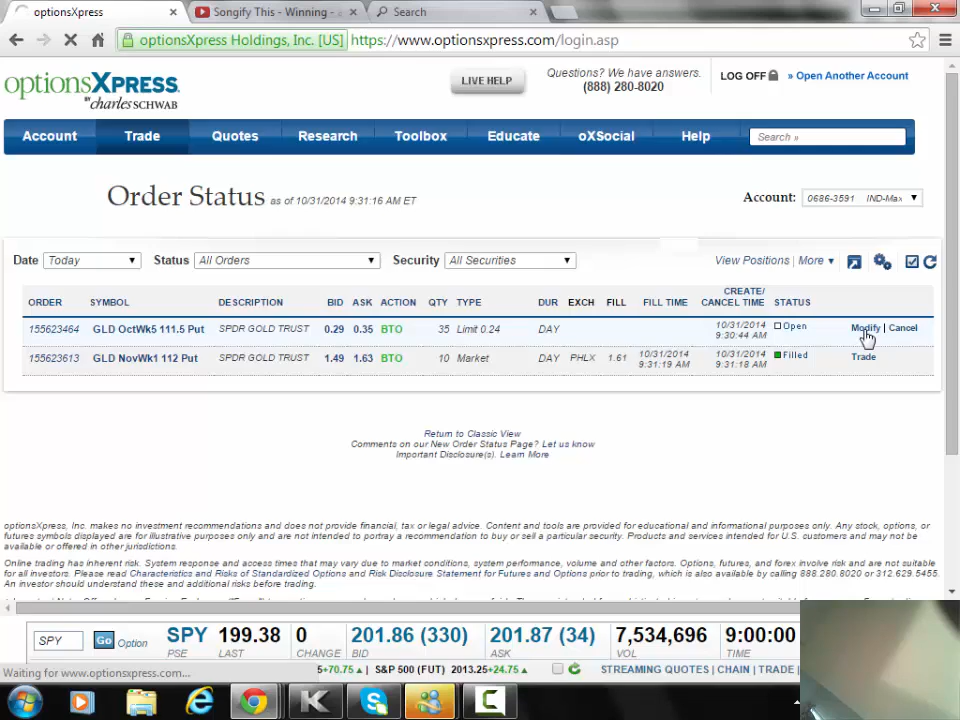 optionsXpress
Songify This - Winning -
Search
optionsXpress Holdings, Inc. [US]
https://www.optionsxpress.com/login.asp
optionsXPRESS
BY charles SCHWAB
LIVE HELP
Questions? We have answers.
(888) 280-8020
LOG OFF
» Open Another Account
Account Trade Quotes Research Toolbox Educate oXSocial Help
Search »
Order Status as of 10/31/2014 9:31:16 AM ET
Account: 0686-3591 IND-Max
Date Today Status All Orders Security All Securities
View Positions | More
ORDER SYMBOL DESCRIPTION BID ASK ACTION QTY TYPE DUR EXCH FILL FILL TIME CREATE/ CANCEL TIME STATUS
155623464 GLD OctWk5 111.5 Put SPDR GOLD TRUST 0.29 0.35 BTO 35 Limit 0.24 DAY 10/31/2014 9:30:44 AM Open Modify | Cancel
155623613 GLD NovWk1 112 Put SPDR GOLD TRUST 1.49 1.63 BTO 10 Market DAY PHLX 1.61 10/31/2014 9:31:19 AM 10/31/2014 9:31:18 AM Filled Trade
Return to Classic View
Comments on our New Order Status Page? Let us know
Important Disclosure(s). Learn More
optionsXpress, Inc. makes no investment recommendations and does not provide financial, tax or legal advice. Content and tools are provided for educational and informational purposes only. Any stock, options, or
futures symbols displayed are for illustrative purposes only and are not intended to portray a recommendation to buy or sell a particular security. Products and services intended for U.S. customers and may not be
available or offered in other jurisdictions.
Online trading has inherent risk. System response and access times that may vary due to market conditions, system performance, volume and other factors. Options, futures, and forex involve risk and are not suitable
for all investors. Please read Characteristics and Risks of Standardized Options and Risk Disclosure Statement for Futures and Options prior to trading, which is also available by calling 888.280.8020 or 312.629.5455.
An investor should understand these and additional risks before trading.
SPY Go Option
SPY 199.38 0 201.86 (330) 201.87 (34) 7,534,696 9:00:00
PSE LAST CHANGE BID ASK VOL TIME
Waiting for www.optionsxpress.com...
5+70.75 ▲ | S&P 500 (FUT) 2013.25+24.75 ▲
STREAMING QUOTES | CHAIN | TRADE |